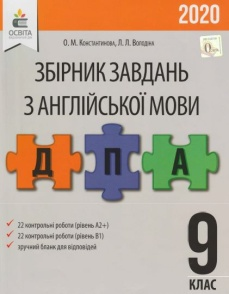 2020
ОСВІТА
О. М. Константинова, Л. Л. Вогодна
ЗБІРНИК ЗАВДАНЬ
З АНГЛІЙСЬКОЇ МОВИ
ДПА
22 контрольні роботи (рівень А2+)
22 контрольні роботи (рівень В1)
зручний бланк для відповідей
9
КЛАС